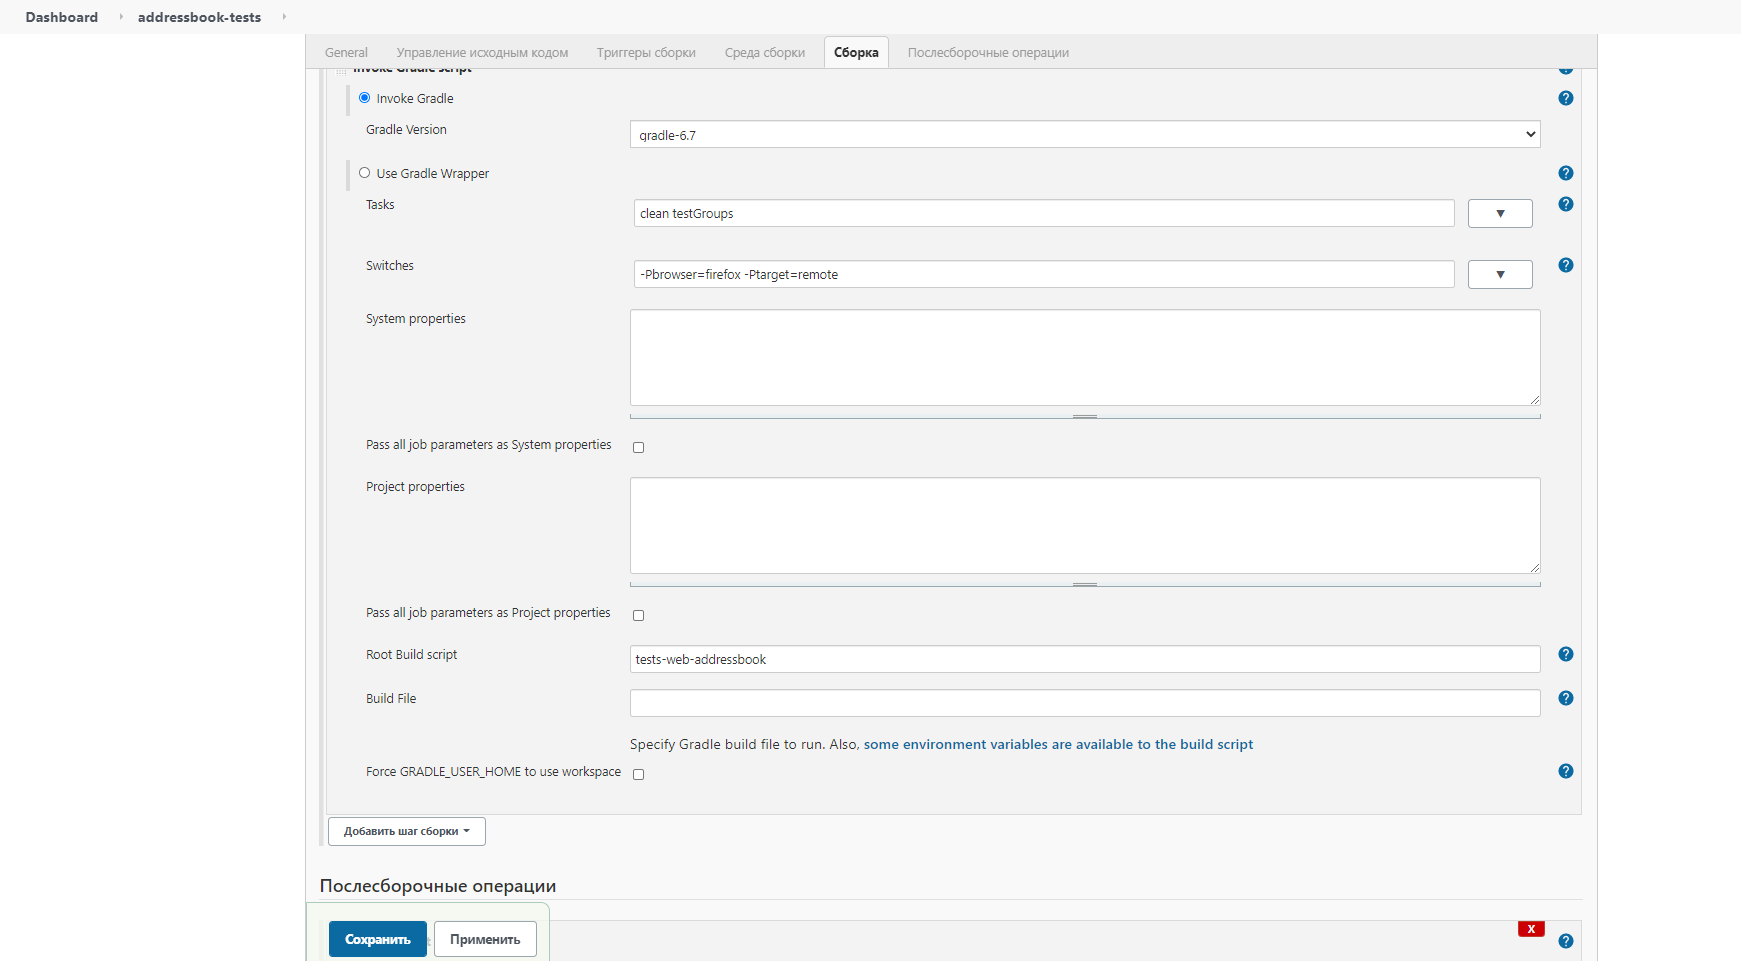 Dashboard addressbook-tests
General Управление исходным кодом Триггеры сборки Среда сборки Сборка Послесборочные операции
Invoke Gradle script
Invoke Gradle
Gradle Version gradle-6.7
Use Gradle Wrapper
Tasks clean testGroups
Switches -Pbrowser=firefox -Ptarget=remote
System properties
Pass all job parameters as System properties
Project properties
Pass all job parameters as Project properties
Root Build script tests-web-addressbook
Build File
Specify Gradle build file to run. Also, some environment variables are available to the build script
Force GRADLE_USER_HOME to use workspace
Добавить шаг сборки
Послесборочные операции
X
Сохранить Применить